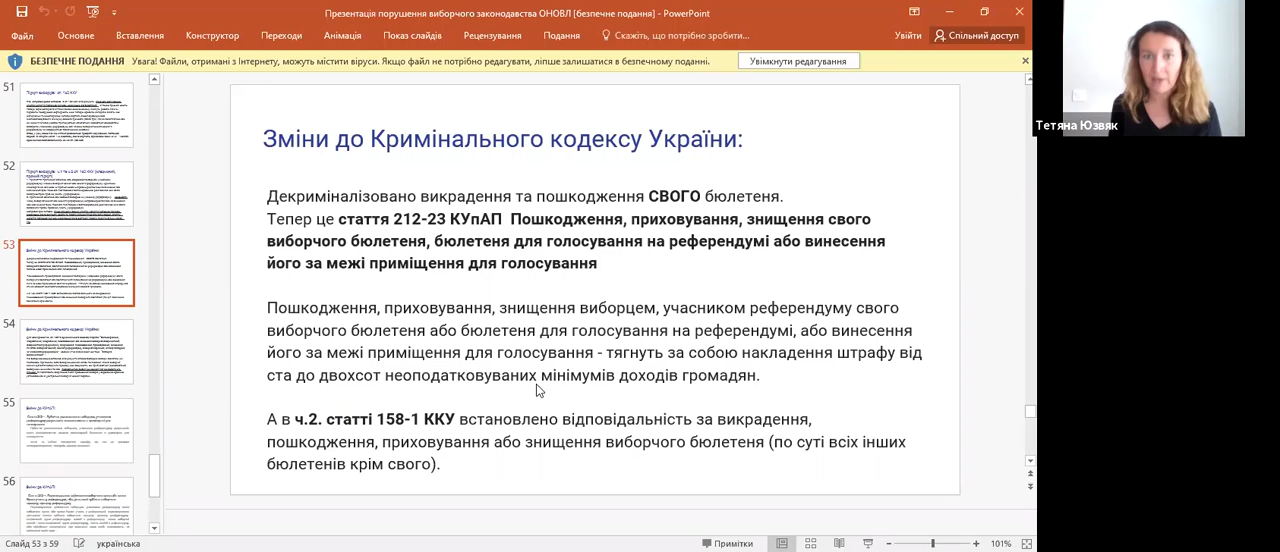 Презентація порушення виборчого законодавства ОНОВЛ [безпечне подання] - PowerPoint
Файл Основне Вставлення Конструктор Переходи Анімація Показ слайдів Рецензування Подання Скажіть, що потрібно зробити... Увійти Спільний доступ
БЕЗПЕЧНЕ ПОДАННЯ Увага! Файли, отримані з Інтернету, можуть містити віруси. Якщо файл не потрібно редагувати, ліпше залишатися в безпечному поданні. Увімкнути редагування
51
52
53
54
55
56
Зміни до Кримінального кодексу України:
Декриміналізовано викрадення та пошкодження СВОГО бюлетеня.
Тепер це стаття 212-23 КУпАП Пошкодження, приховування, знищення свого
виборчого бюлетеня, бюлетеня для голосування на референдумі або винесення
його за межі приміщення для голосування
Пошкодження, приховування, знищення виборцем, учасником референдуму свого
виборчого бюлетеня або бюлетеня для голосування на референдумі, або винесення
його за межі приміщення для голосування - тягнуть за собою накладення штрафу від
ста до двохсот неоподатковуваних мінімумів доходів громадян.
А в ч.2. статті 158-1 ККУ встановлено відповідальність за викрадення,
пошкодження, приховування або знищення виборчого бюлетеня (по суті всіх інших
бюлетенів крім свого).
Тетяна Юзвяк
Слайд 53 з 59 українська Примітки 101%